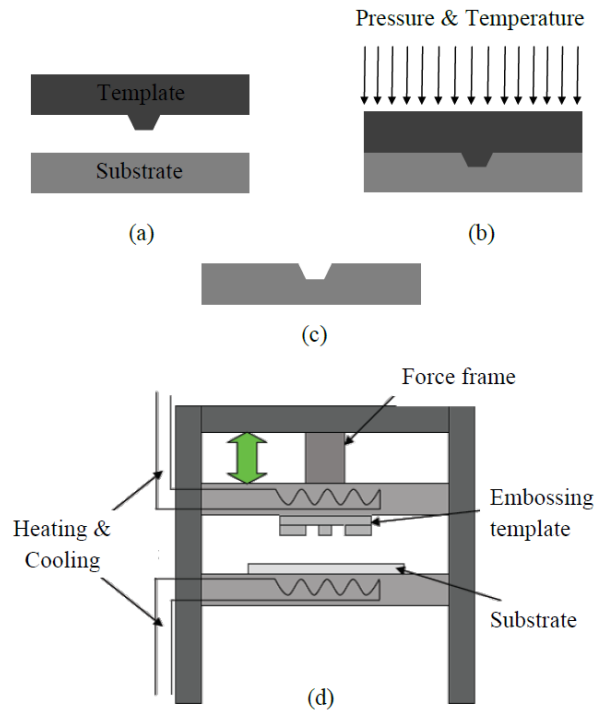 Pressure & Temperature
Template
Substrate
(a)
(b)
(c)
Force frame
Embossing
template
Heating &
Cooling
Substrate
(d)